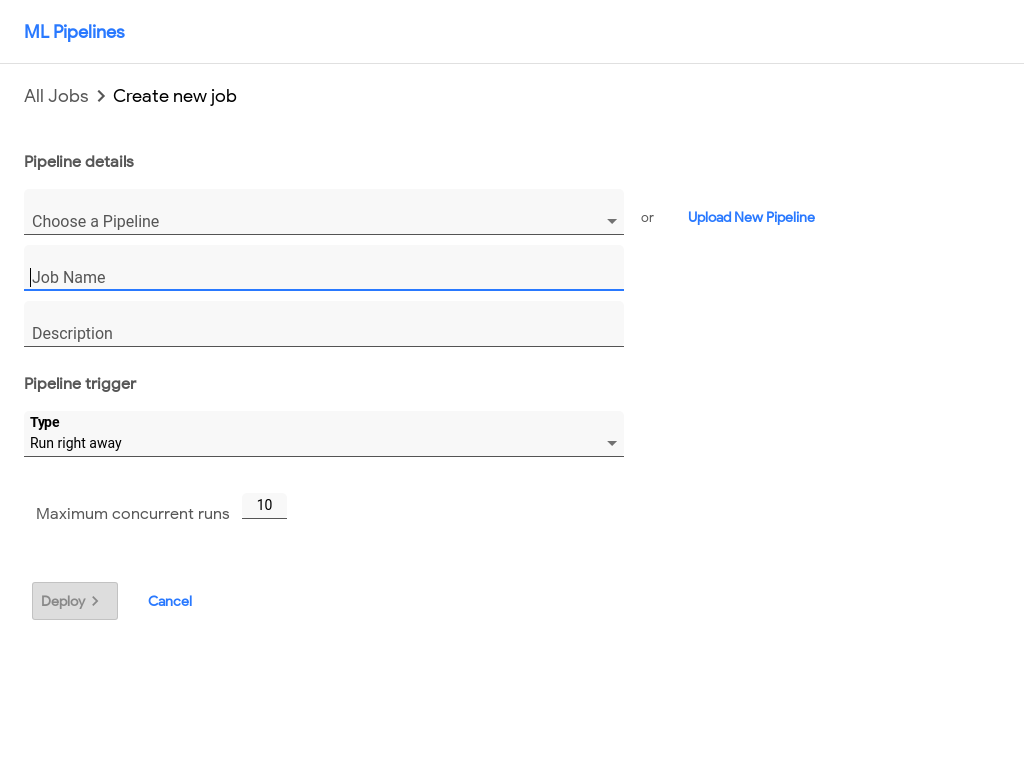 ML Pipelines
All Jobs > Create new job
Pipeline details
Choose a Pipeline or Upload New Pipeline
Job Name
Description
Pipeline trigger
Type
Run right away
Maximum concurrent runs 10
Deploy > Cancel